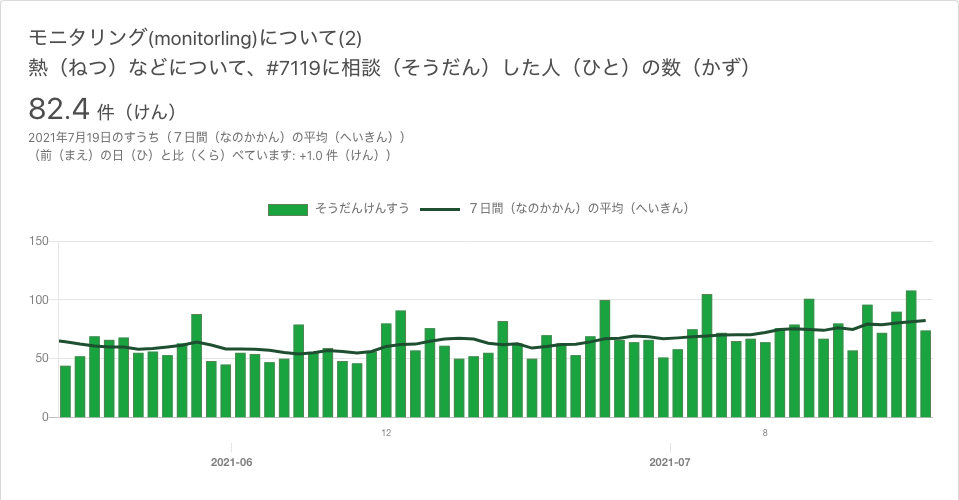 モニタリング(monitorling)について(2)
熱（ねつ）などについて、#7119に相談（そうだん）した人（ひと）の数（かず）
82.4 件（けん）
2021年7月19日のすうち（７日間（なのかかん）の平均（へいきん））
（前（まえ）の日（ひ）と比（くら）べています: +1.0 件（けん））
そうだんけんすう ７日間（なのかかん）の平均（へいきん）
150
100
50
0
12 8
2021-06 2021-07